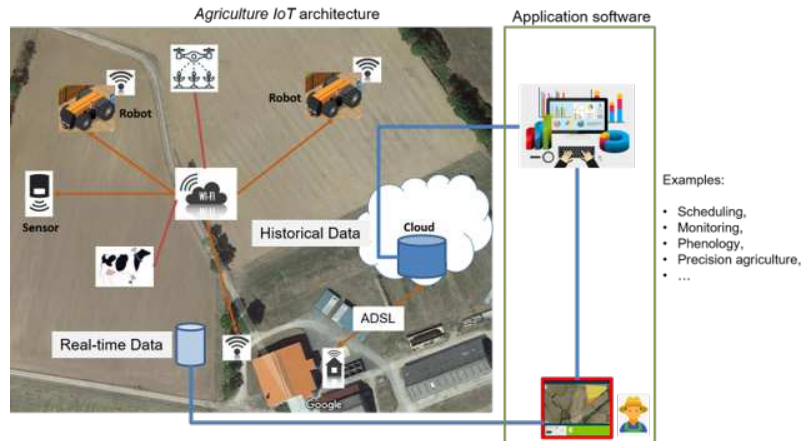 Agriculture IoT architecture
Application software
Robot
Robot
WI-FI
Sensor
Historical Data
Cloud
ADSL
Real-time Data
Google
Examples:
• Scheduling,
• Monitoring,
• Phenology,
• Precision agriculture,
• ...